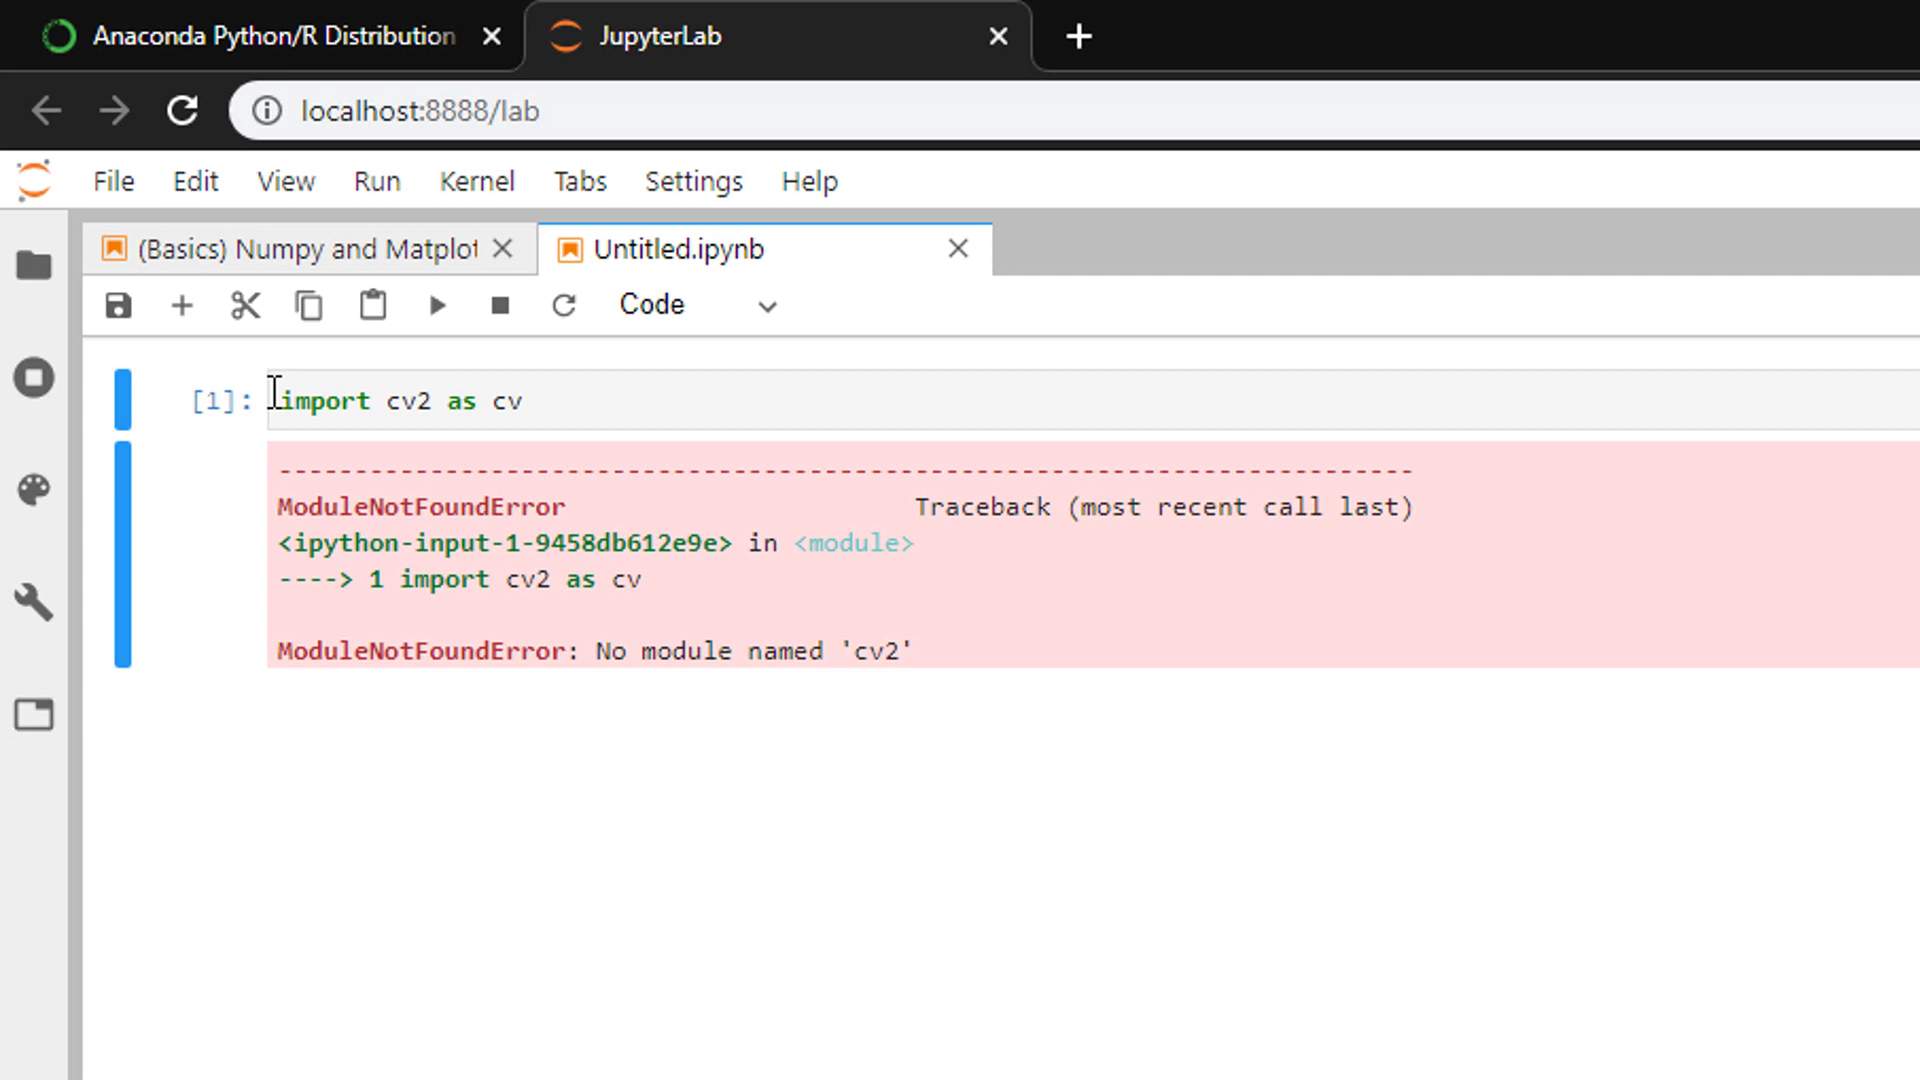 Anaconda Python/R Distribution
JupyterLab
localhost:8888/lab
File Edit View Run Kernel Tabs Settings Help
(Basics) Numpy and Matplot
Untitled.ipynb
Code
[1]: import cv2 as cv
---------------------------------------------------------------------------
ModuleNotFoundError Traceback (most recent call last)
<ipython-input-1-9458db612e9e> in <module>
----> 1 import cv2 as cv
ModuleNotFoundError: No module named 'cv2'